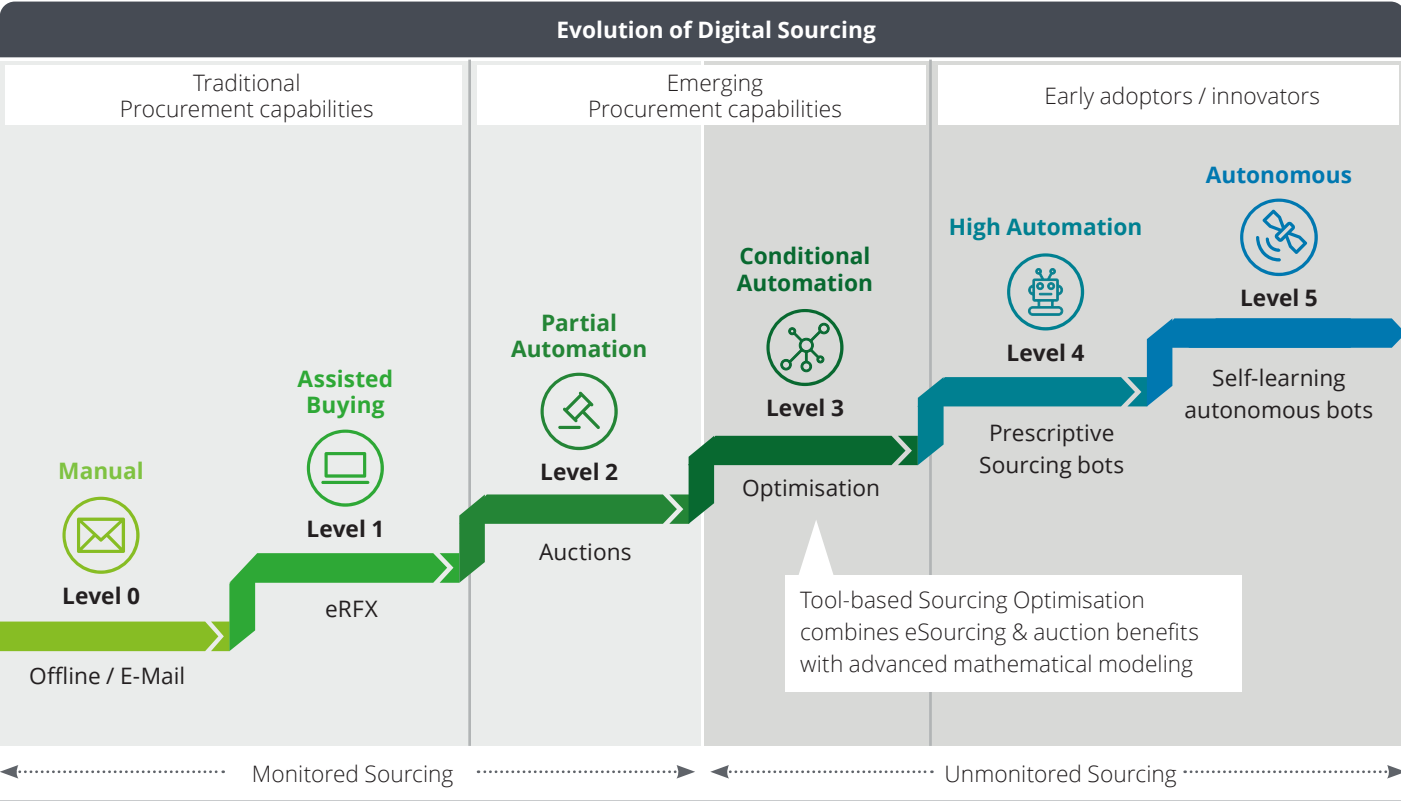 Evolution of Digital Sourcing
Traditional
Procurement capabilities
Emerging
Procurement capabilities
Early adoptors / innovators
Manual
Level 0
Offline / E-Mail
Assisted
Buying
Level 1
eRFX
Partial
Automation
Level 2
Auctions
Conditional
Automation
Level 3
Optimisation
Tool-based Sourcing Optimisation
combines eSourcing & auction benefits
with advanced mathematical modeling
High Automation
Level 4
Prescriptive
Sourcing bots
Autonomous
Level 5
Self-learning
autonomous bots
Monitored Sourcing
Unmonitored Sourcing